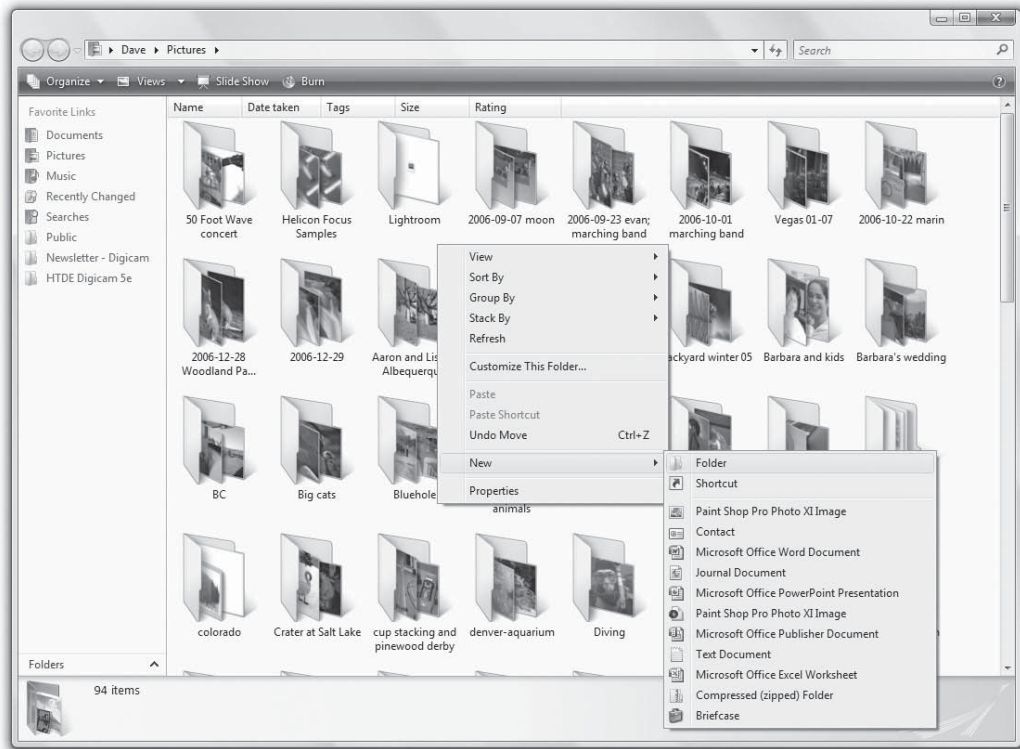 Dave Pictures Search
Organize Views Slide Show Burn
Favorite Links
Documents
Pictures
Music
Recently Changed
Searches
Public
Newsletter - Digicam
HTDE Digicam 5e
Folders
Name Date taken Tags Size Rating
50 Foot Wave concert
Helicon Focus Samples
Lightroom
2006-09-07 moon
2006-09-23 evan; marching band
2006-10-01 marching band
Vegas 01-07
2006-10-22 marin
2006-12-28 Woodland Pa...
2006-12-29
Aaron and
Barbara and kids
Barbara's wedding
winter 05
BC
Big cats
animals
colorado
Crater at Salt Lake
cup stacking and pinewood derby
denver-aquarium
Diving
View
Sort By
Group By
Stack By
Refresh
Customize This Folder...
Paste
Paste Shortcut
Undo Move Ctrl+Z
New
Properties
Folder
Shortcut
Paint Shop Pro Photo XI Image
Contact
Microsoft Office Word Document
Journal Document
Microsoft Office PowerPoint Presentation
Paint Shop Pro Photo XI Image
Microsoft Office Publisher Document
Text Document
Microsoft Office Excel Worksheet
Compressed (zipped) Folder
Briefcase
94 items